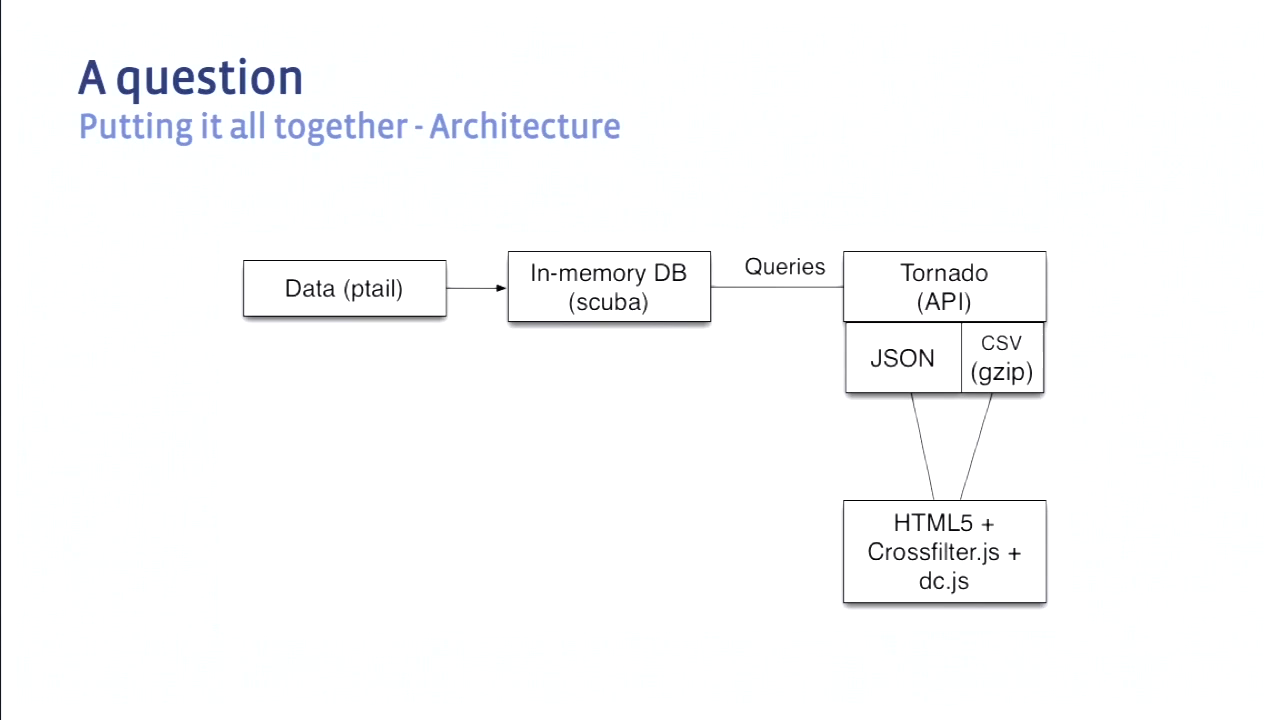 A question
Putting it all together - Architecture
Data (ptail)
In-memory DB
(scuba)
Queries
Tornado
(API)
JSON
CSV
(gzip)
HTML5 +
Crossfilter.js +
dc.js